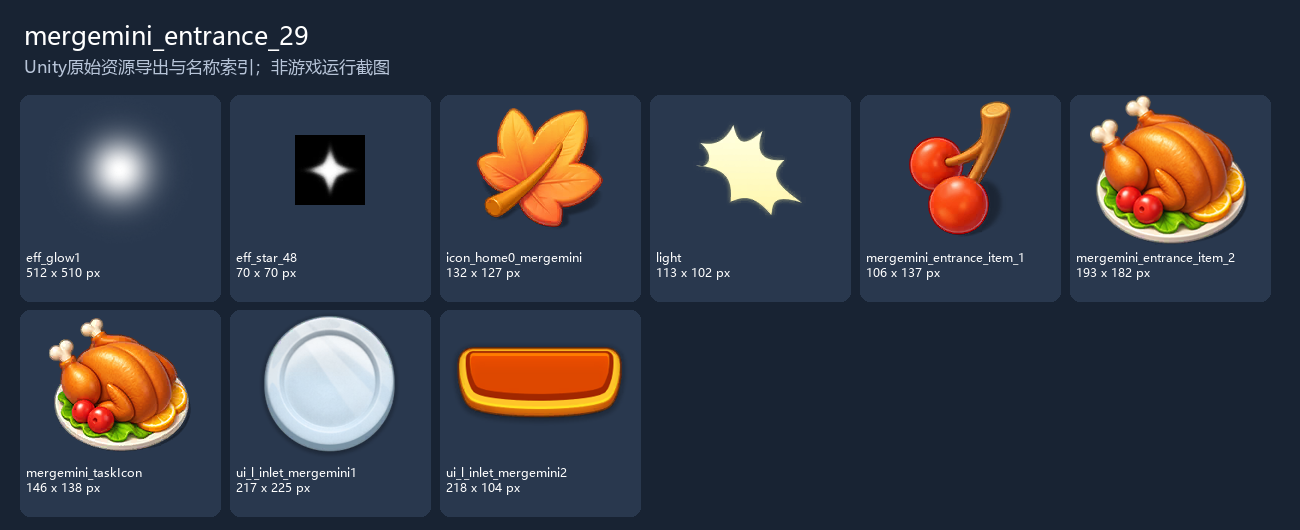 mergemini_entrance_29
Unity原始资源导出与名称索引；非游戏运行截图
eff_glow1
512 x 510 px
eff_star_48
70 x 70 px
icon_home0_mergemini
132 x 127 px
light
113 x 102 px
mergemini_entrance_item_1
106 x 137 px
mergemini_entrance_item_2
193 x 182 px
mergemini_taskIcon
146 x 138 px
ui_l_inlet_mergemini1
217 x 225 px
ui_l_inlet_mergemini2
218 x 104 px